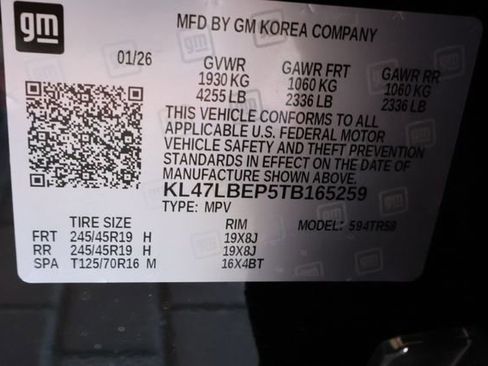 gm
MFD BY GM KOREA COMPANY
01/26 GVWR GAWR FRT GAWR RR
1930 KG 1060 KG 1060 KG
4255 LB 2336 LB 2336 LB
THIS VEHICLE CONFORMS TO ALL
APPLICABLE U.S. FEDERAL MOTOR
VEHICLE SAFETY AND THEFT PREVENTION
STANDARDS IN EFFECT ON THE DATE OF
MANUFACTURE SHOWN ABOVE.
KL47LBEP5TB165259
TYPE: MPV
TIRE SIZE RIM MODEL: 594TR58
FRT 245/45R19 H 19X8J
RR 245/45R19 H 19X8J
SPA T125/70R16 M 16X4BT